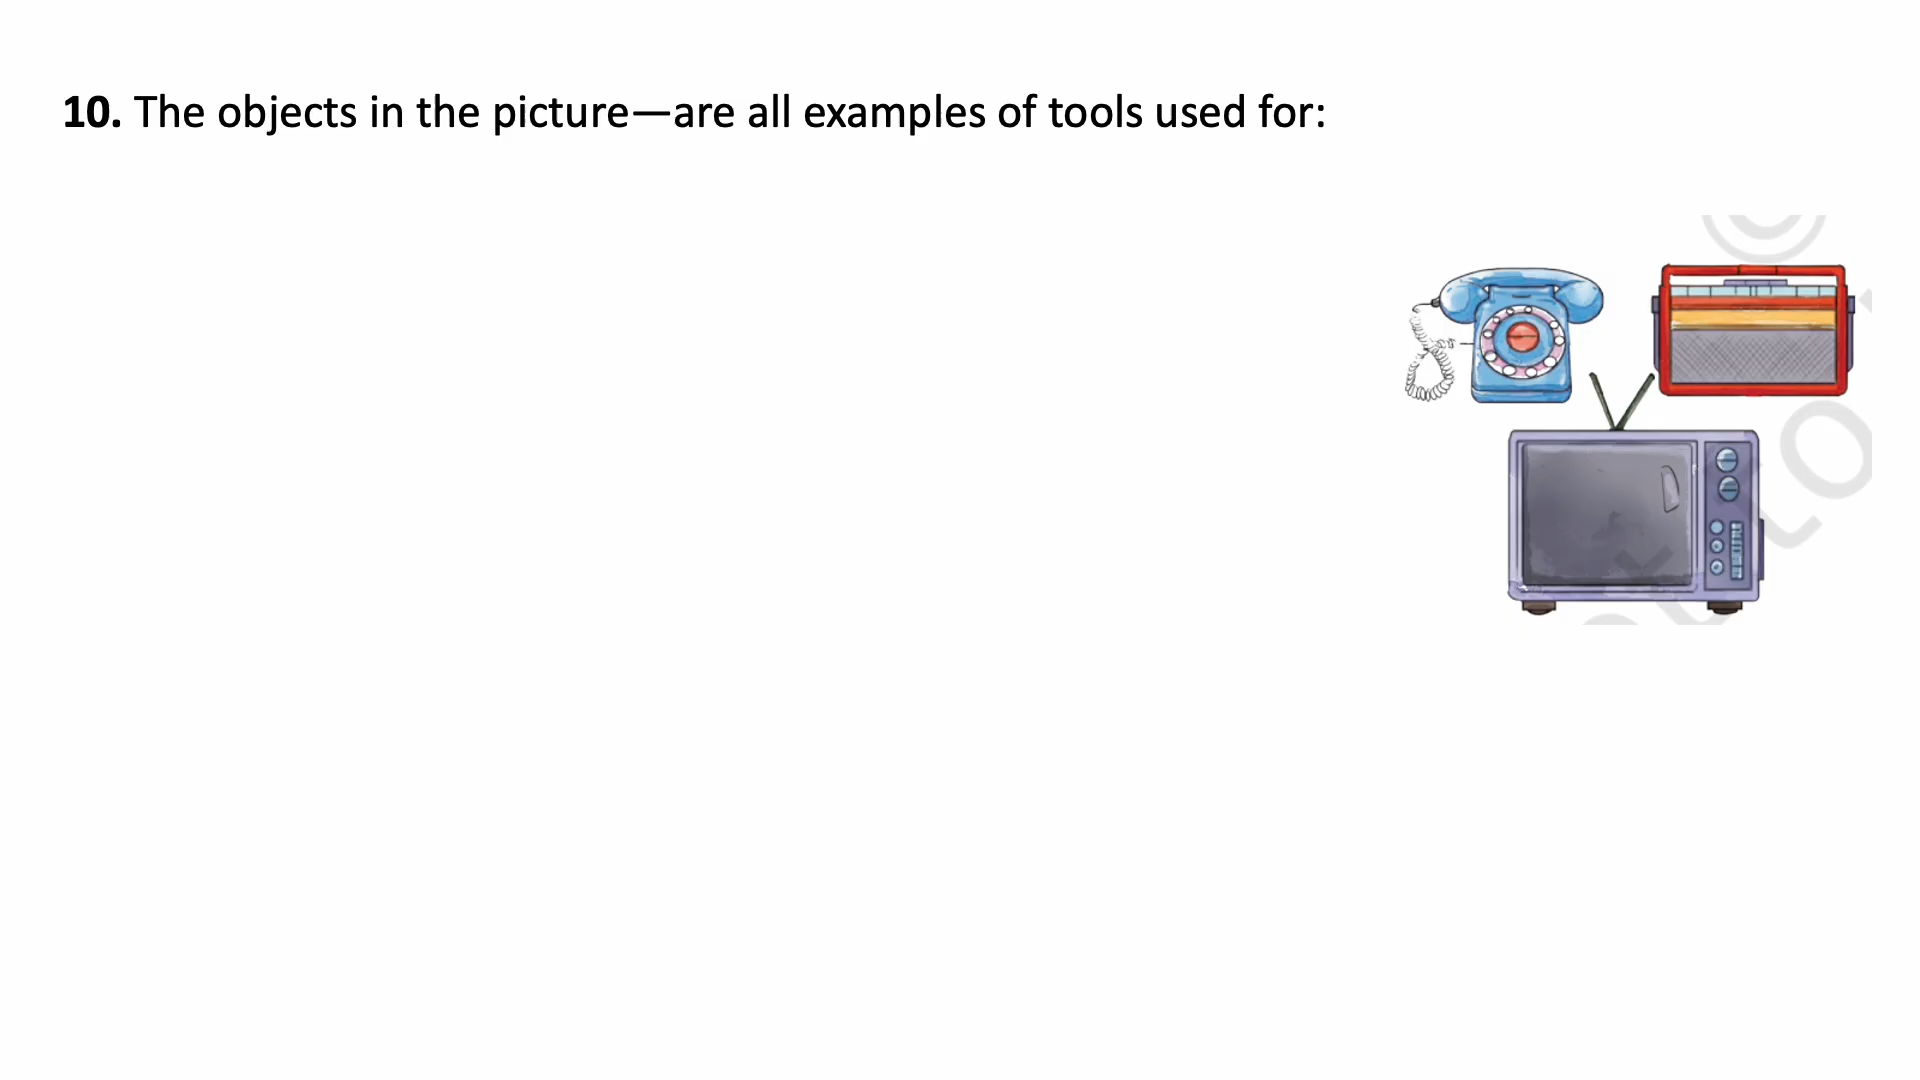 10. The objects in the picture—are all examples of tools used for: